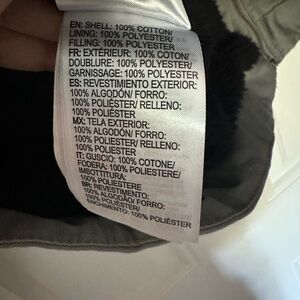 EN: SHELL: 100% COTTON/
LINING: 100% POLYESTER/
FILLING: 100% POLYESTER
FR: EXTÉRIEUR: 100% COTON/
DOUBLURE: 100% POLYESTER/
GARNISSAGE: 100% POLYESTER
ES: REVESTIMIENTO EXTERIOR:
100% ALGODÓN/ FORRO:
100% POLIÉSTER/ RELLENO:
100% POLIÉSTER
MX: TELA EXTERIOR:
100% ALGODÓN/ FORRO:
100% POLIÉSTER/ RELLENO:
100% POLIESTER
IT: GUSCIO: 100% COTONE/
FODERA: 100% POLIESTERE/
IMBOTTITURA:
100% POLIESTERE
BR: REVESTIMENTO:
100% ALGODÃO/ FORRO:
100% POLIÉSTER/
ENCHIMENTO: 100% POLIÉSTER